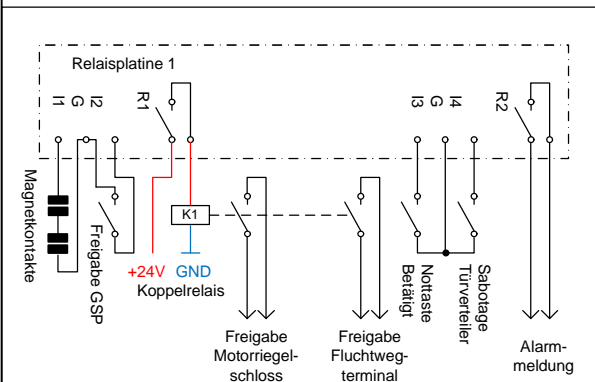 Relaisplatine 1
I1
G
I2
R1
I3
G
I4
R2
Magnetkontakte
Freigabe GSP
K1
+24V GND
Koppelrelais
Nottaste
Betätigt
Sabotage
Türverteiler
Freigabe
Motorriegel-
schloss
Freigabe
Fluchtweg-
terminal
Alarm-
meldung